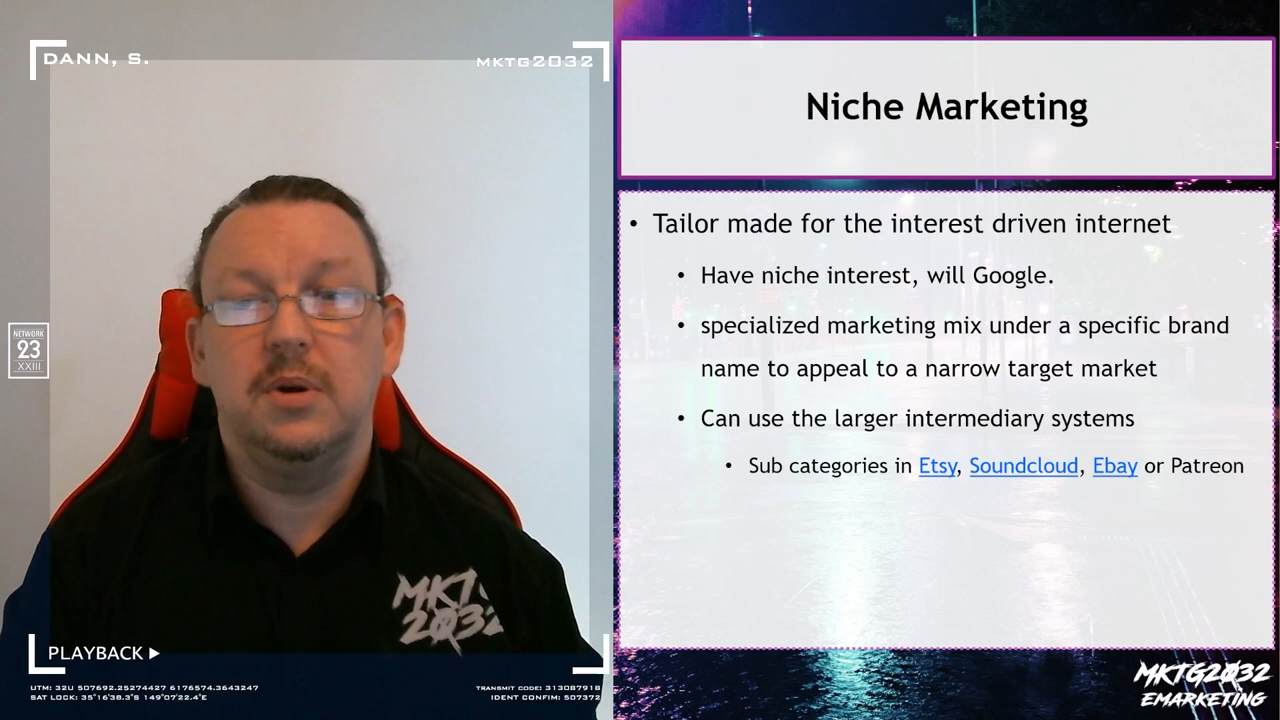 DANN, S.
MKTG2032
NETWORK
23
XXIII
MKTG
2032
PLAYBACK
UTM: 32U 507692.25274427 6176574.3643247
SAT LOCK: 35°16'38.3"S 149°07'22.4"E
TRANSMIT CODE: 313087918
IDENT CONFIM: 507372
Niche Marketing
• Tailor made for the interest driven internet
• Have niche interest, will Google.
• specialized marketing mix under a specific brand
name to appeal to a narrow target market
• Can use the larger intermediary systems
• Sub categories in Etsy, Soundcloud, Ebay or Patreon
MKTG2032
EMARKETING